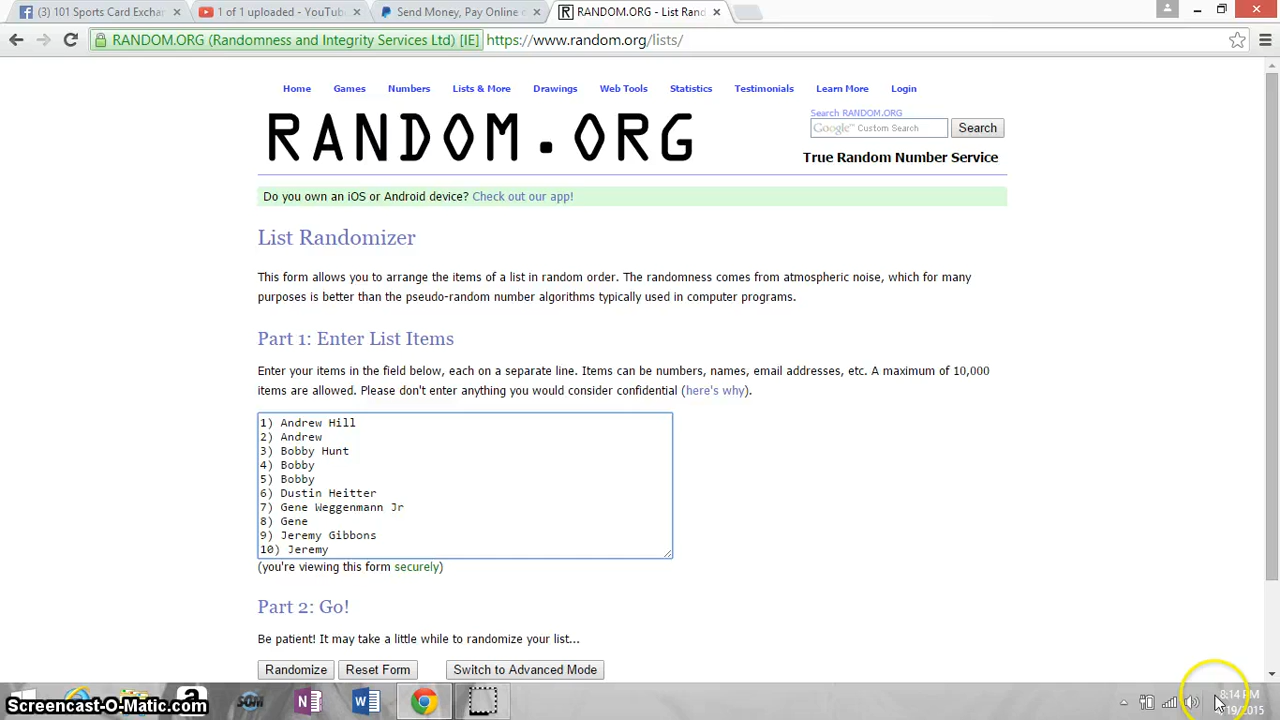 (3) 101 Sports Card Exchan
1 of 1 uploaded - YouTube
Send Money, Pay Online o
RANDOM.ORG - List Rand
RANDOM.ORG (Randomness and Integrity Services Ltd) [IE] https://www.random.org/lists/
Home Games Numbers Lists & More Drawings Web Tools Statistics Testimonials Learn More Login
RANDOM.ORG
Search RANDOM.ORG
Google™ Custom Search
Search
True Random Number Service
Do you own an iOS or Android device? Check out our app!
List Randomizer
This form allows you to arrange the items of a list in random order. The randomness comes from atmospheric noise, which for many
purposes is better than the pseudo-random number algorithms typically used in computer programs.
Part 1: Enter List Items
Enter your items in the field below, each on a separate line. Items can be numbers, names, email addresses, etc. A maximum of 10,000
items are allowed. Please don't enter anything you would consider confidential (here's why).
1) Andrew Hill
2) Andrew
3) Bobby Hunt
4) Bobby
5) Bobby
6) Dustin Heitter
7) Gene Weggenmann Jr
8) Gene
9) Jeremy Gibbons
10) Jeremy
(you're viewing this form securely)
Part 2: Go!
Be patient! It may take a little while to randomize your list...
Randomize Reset Form Switch to Advanced Mode
Screencast-O-Matic.com
SOM
8:14 PM